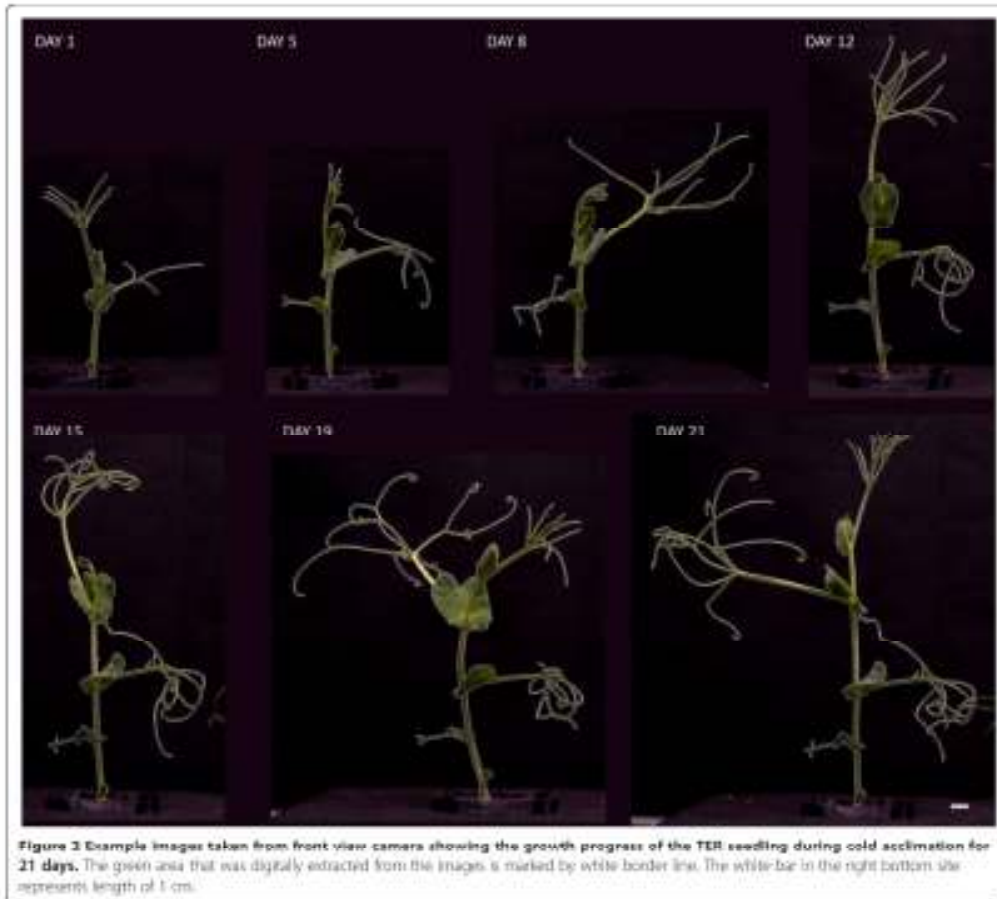 DAY 1
DAY 5
DAY 8
DAY 12
DAY 15
DAY 19
DAY 21
Figure 3 Example images taken from front view camera showing the growth progress of the TER seedling during cold acclimation for
21 days. The green area that was digitally extracted from the images is marked by white border line. The white bar in the right bottom site
represents length of 1 cm.